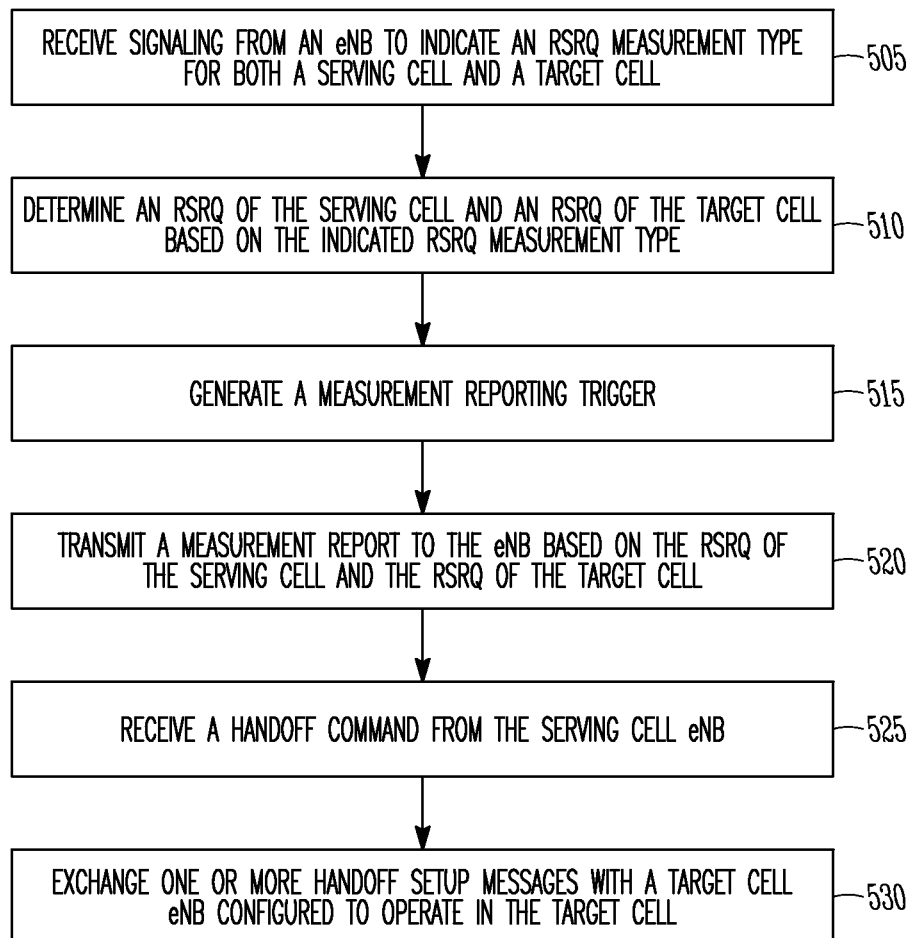 RECEIVE SIGNALING FROM AN eNB TO INDICATE AN RSRQ MEASUREMENT TYPE
FOR BOTH A SERVING CELL AND A TARGET CELL
505
DETERMINE AN RSRQ OF THE SERVING CELL AND AN RSRQ OF THE TARGET CELL
BASED ON THE INDICATED RSRQ MEASUREMENT TYPE
510
GENERATE A MEASUREMENT REPORTING TRIGGER
515
TRANSMIT A MEASUREMENT REPORT TO THE eNB BASED ON THE RSRQ OF
THE SERVING CELL AND THE RSRQ OF THE TARGET CELL
520
RECEIVE A HANDOFF COMMAND FROM THE SERVING CELL eNB
525
EXCHANGE ONE OR MORE HANDOFF SETUP MESSAGES WITH A TARGET CELL
eNB CONFIGURED TO OPERATE IN THE TARGET CELL
530